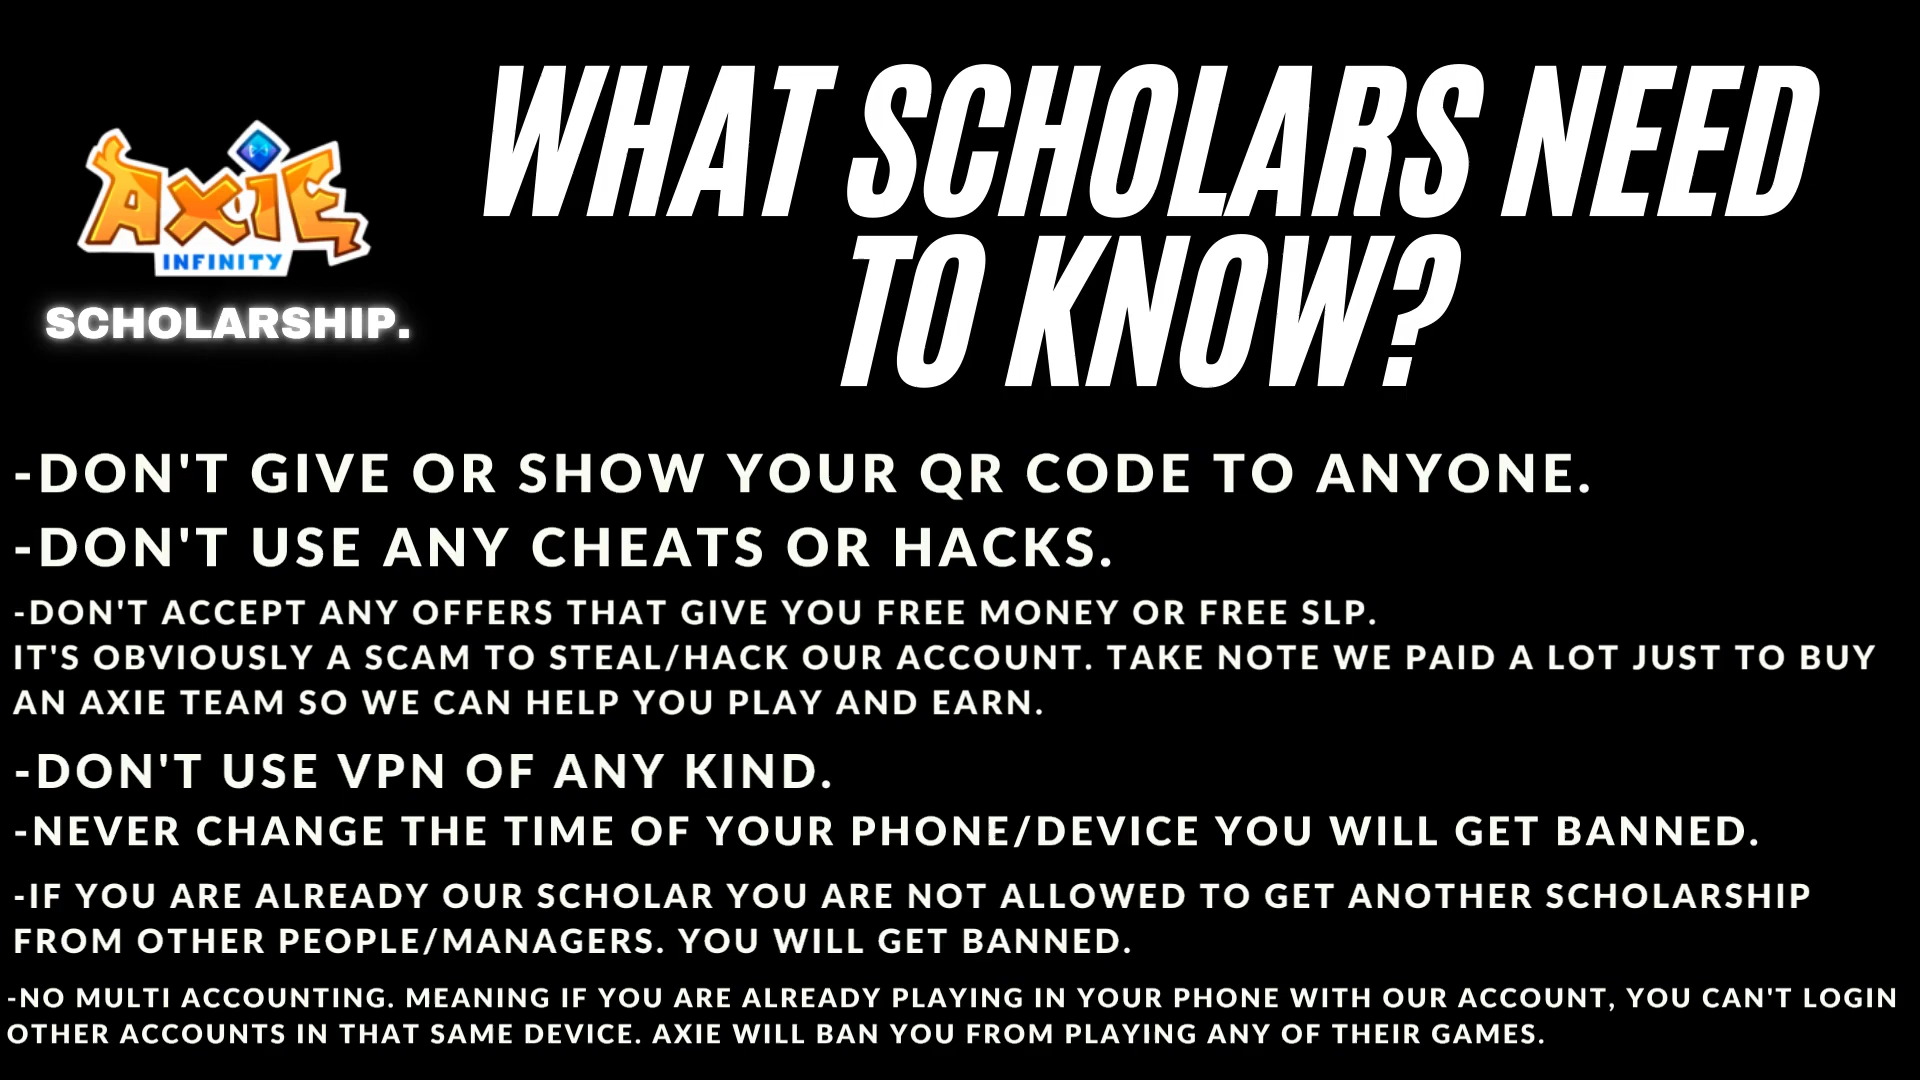 AXIE
INFINITY
SCHOLARSHIP.
WHAT SCHOLARS NEED
TO KNOW?
-DON'T GIVE OR SHOW YOUR QR CODE TO ANYONE.
-DON'T USE ANY CHEATS OR HACKS.
-DON'T ACCEPT ANY OFFERS THAT GIVE YOU FREE MONEY OR FREE SLP.
IT'S OBVIOUSLY A SCAM TO STEAL/HACK OUR ACCOUNT. TAKE NOTE WE PAID A LOT JUST TO BUY
AN AXIE TEAM SO WE CAN HELP YOU PLAY AND EARN.
-DON'T USE VPN OF ANY KIND.
-NEVER CHANGE THE TIME OF YOUR PHONE/DEVICE YOU WILL GET BANNED.
-IF YOU ARE ALREADY OUR SCHOLAR YOU ARE NOT ALLOWED TO GET ANOTHER SCHOLARSHIP
FROM OTHER PEOPLE/MANAGERS. YOU WILL GET BANNED.
-NO MULTI ACCOUNTING. MEANING IF YOU ARE ALREADY PLAYING IN YOUR PHONE WITH OUR ACCOUNT, YOU CAN'T LOGIN
OTHER ACCOUNTS IN THAT SAME DEVICE. AXIE WILL BAN YOU FROM PLAYING ANY OF THEIR GAMES.